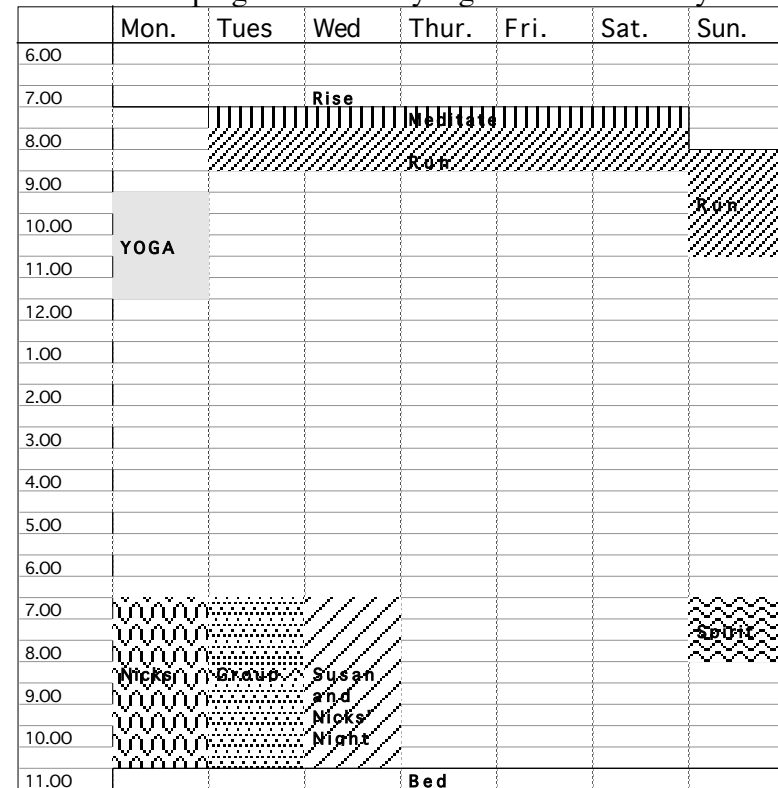 Mon. Tues Wed Thur. Fri. Sat. Sun.
6.00
7.00 Rise
Meditate
8.00
Run
9.00
Run
10.00
YOGA
11.00
12.00
1.00
2.00
3.00
4.00
5.00
6.00
7.00
Spirit
8.00
Nicks Group Susan
9.00 and
Nicks'
10.00 Night
11.00 Bed